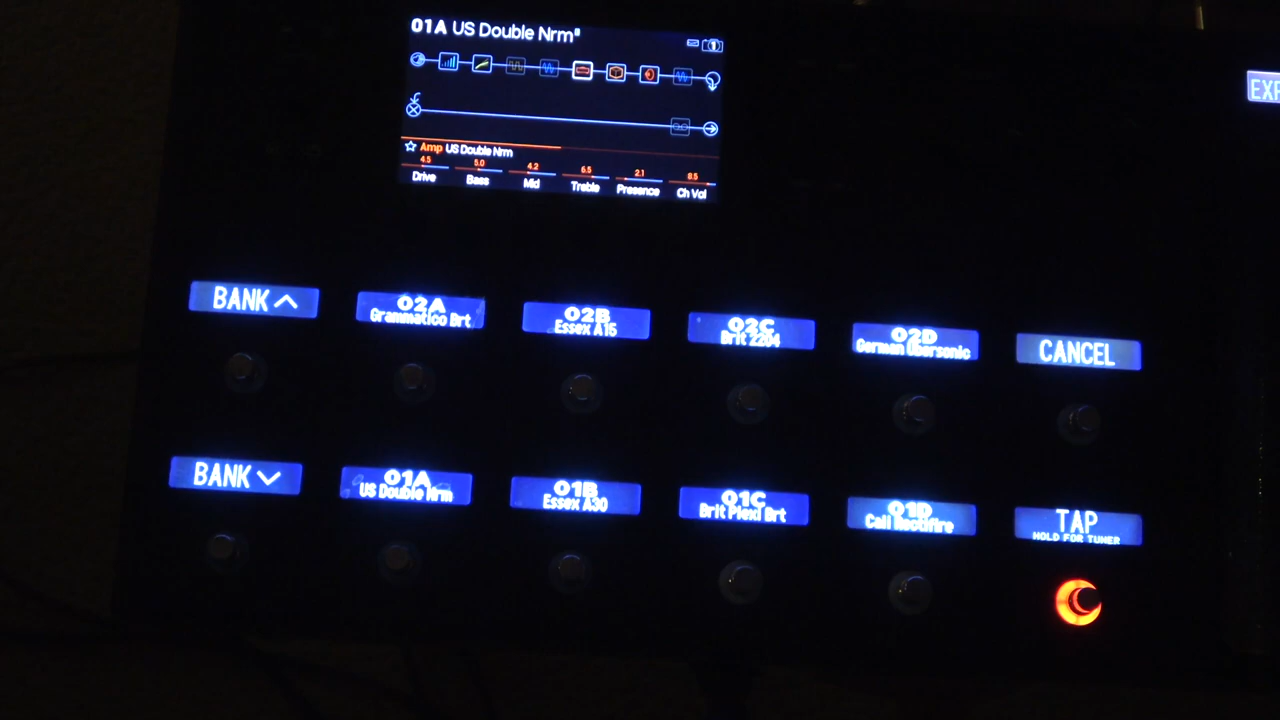 01A US Double Nrm
Amp US Double Nrm
4.5 5.0 4.2 6.5 2.1 8.5
Drive Bass Mid Treble Presence Ch Vol
EXP
BANK
02A
Grammatico Brt
02B
Essex A15
02C
Brit 2204
02D
German Ubersonic
CANCEL
BANK
01A
US Double Nrm
01B
Essex A30
01C
Brit Plexi Brt
01D
Cali Rectifire
TAP
HOLD FOR TUNER